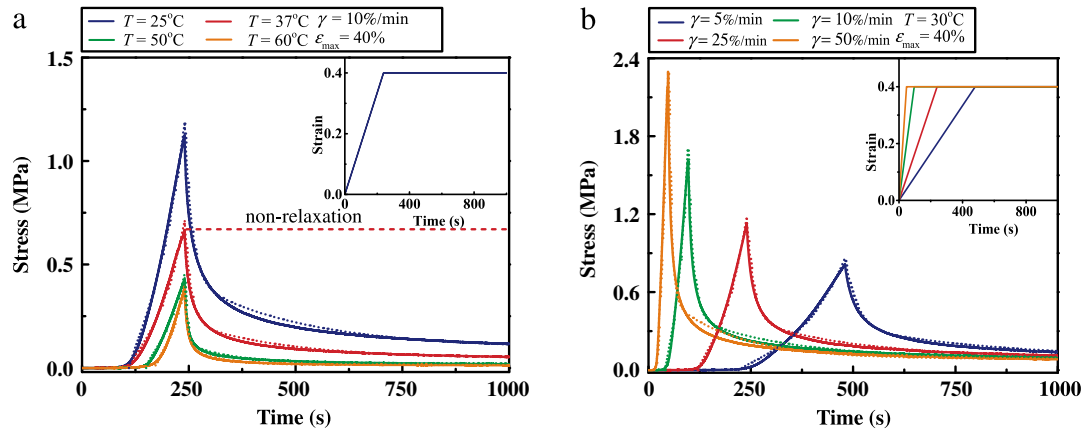 a
T = 25°C T = 37°C γ = 10%/min
T = 50°C T = 60°C εmax = 40%
Stress (MPa)
1.5
1.0
0.5
0.0
0 250 500 750 1000
Time (s)
non-relaxation
Strain
0.4
0.2
0.0
0 400 800
Time (s)
b
γ = 5%/min γ = 10%/min T = 30°C
γ = 25%/min γ = 50%/min εmax = 40%
Stress (MPa)
2.4
1.8
1.2
0.6
0.0
0 250 500 750 1000
Time (s)
Strain
0.4
0.2
0.0
0 400 800
Time (s)